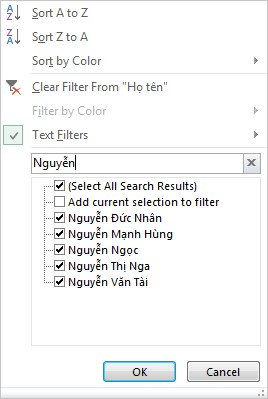 Sort A to Z
Sort Z to A
Sort by Color
Clear Filter From "Họ tên"
Filter by Color
Text Filters
Nguyễn
(Select All Search Results)
Add current selection to filter
Nguyễn Đức Nhân
Nguyễn Mạnh Hùng
Nguyễn Ngọc
Nguyễn Thị Nga
Nguyễn Văn Tài
OK Cancel